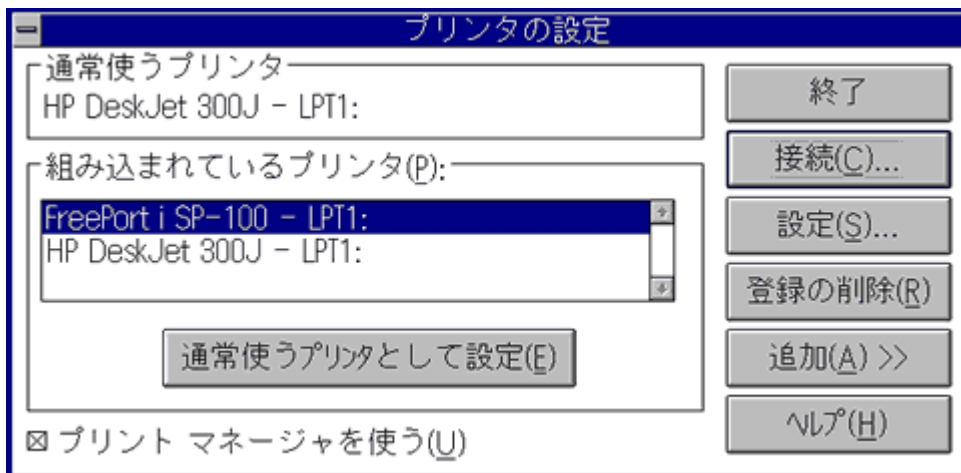 プリンタの設定
通常使うプリンタ
HP DeskJet 300J - LPT1:
組み込まれているプリンタ(P):
FreePort i SP-100 - LPT1:
HP DeskJet 300J - LPT1:
通常使うプリンタとして設定(E)
プリント マネージャを使う(U)
終了
接続(C)...
設定(S)...
登録の削除(R)
追加(A) >>
ヘルプ(H)